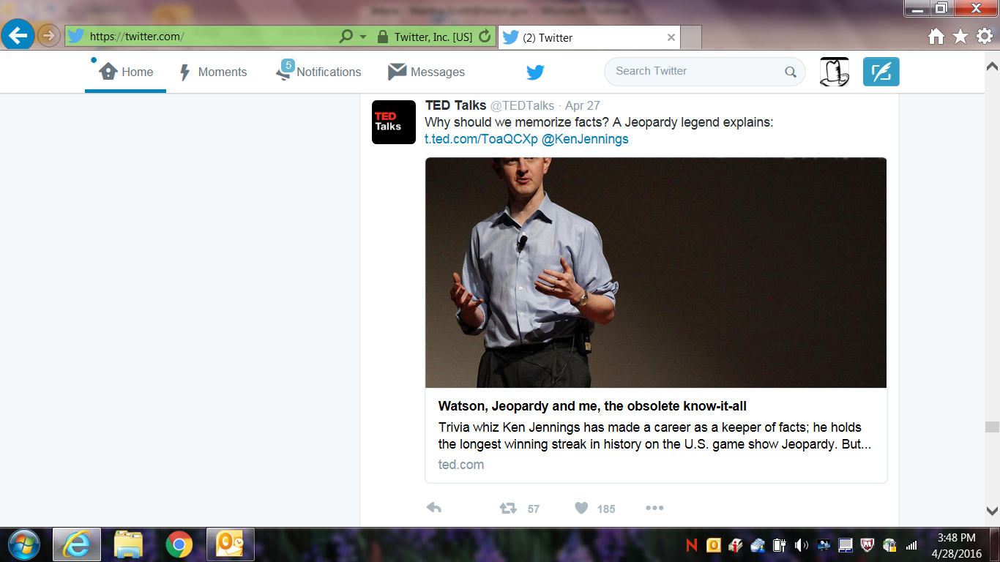 https://twitter.com/
Twitter, Inc. [US]
(2) Twitter
Home
Moments
5
Notifications
Messages
Search Twitter
TED Talks @TEDTalks · Apr 27
TED
Talks
Why should we memorize facts? A Jeopardy legend explains:
t.ted.com/ToaQCXp @KenJennings
Watson, Jeopardy and me, the obsolete know-it-all
Trivia whiz Ken Jennings has made a career as a keeper of facts; he holds
the longest winning streak in history on the U.S. game show Jeopardy. But...
ted.com
57
185
3:48 PM
4/28/2016